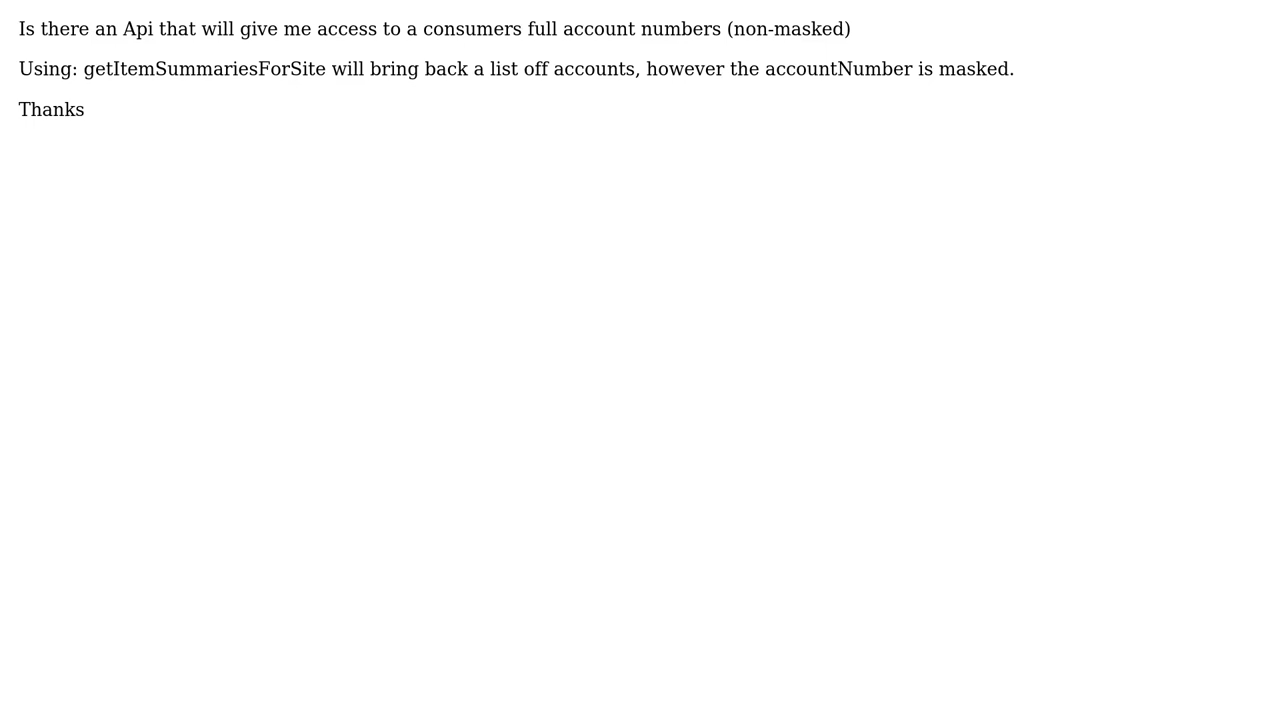 Is there an Api that will give me access to a consumers full account numbers (non-masked)
Using: getItemSummariesForSite will bring back a list off accounts, however the accountNumber is masked.
Thanks